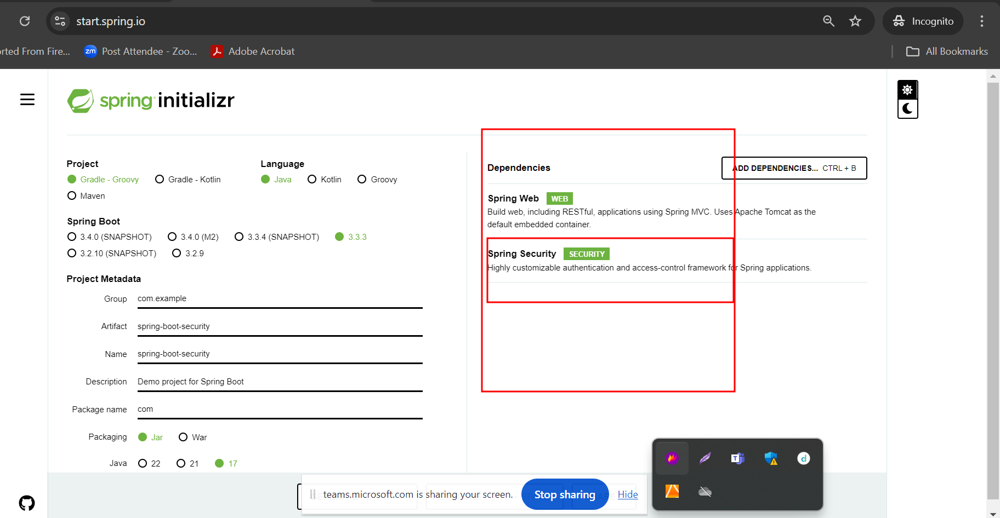 start.spring.io
Incognito
rted From Fire...
zm
Post Attendee - Zoo...
Adobe Acrobat
All Bookmarks
spring initializr
Project
Gradle - Groovy
Gradle - Kotlin
Maven
Language
Java
Kotlin
Groovy
Spring Boot
3.4.0 (SNAPSHOT)
3.4.0 (M2)
3.3.4 (SNAPSHOT)
3.3.3
3.2.10 (SNAPSHOT)
3.2.9
Project Metadata
Group com.example
Artifact spring-boot-security
Name spring-boot-security
Description Demo project for Spring Boot
Package name com
Packaging Jar War
Java 22 21 17
Dependencies
ADD DEPENDENCIES... CTRL + B
Spring Web WEB
Build web, including RESTful, applications using Spring MVC. Uses Apache Tomcat as the
default embedded container.
Spring Security SECURITY
Highly customizable authentication and access-control framework for Spring applications.
teams.microsoft.com is sharing your screen.
Stop sharing
Hide
T
d